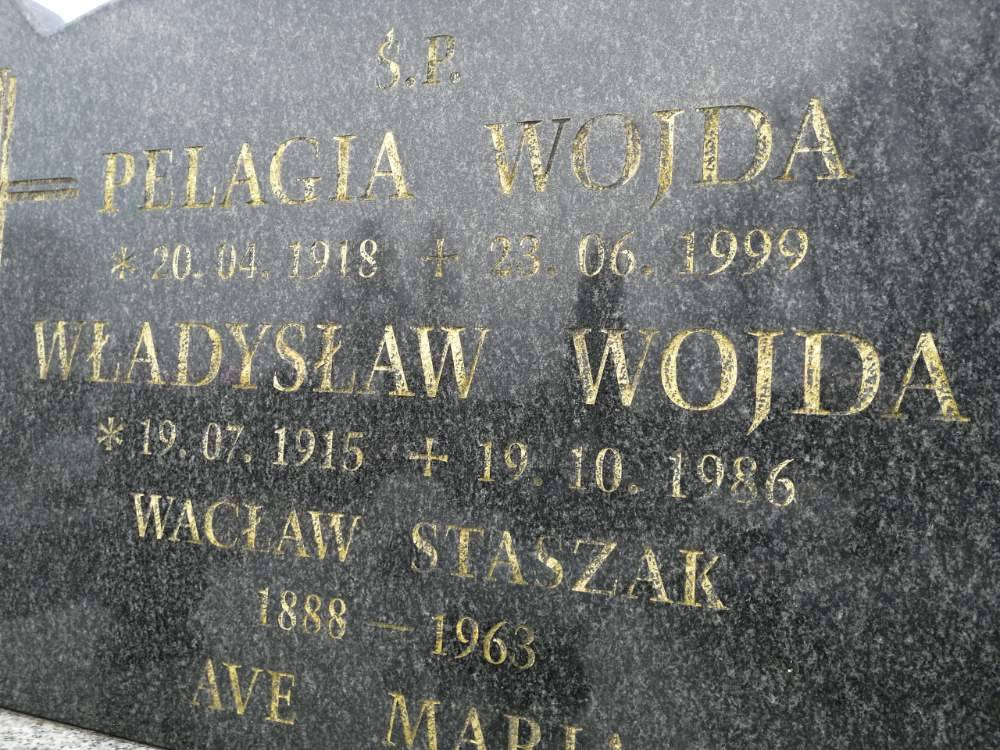 Ś.P.
PELAGIA WOJDA
* 20. 04. 1918 + 23. 06. 1999
WŁADYSŁAW WOJDA
* 19. 07. 1915 + 19. 10. 1986
WACŁAW STASZAK
1888 – 1963
AVE MARIA